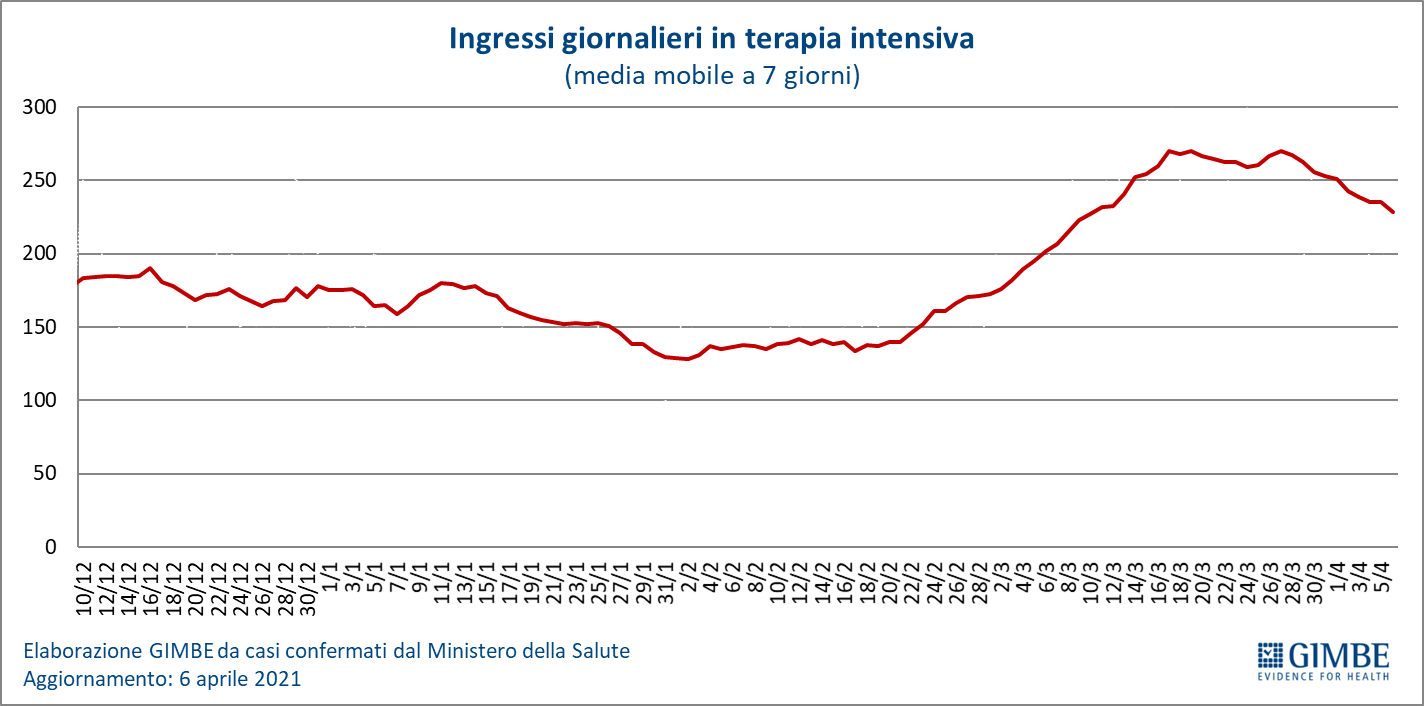 Ingressi giornalieri in terapia intensiva
(media mobile a 7 giorni)
300
250
200
150
100
50
0
10/12 12/12 14/12 16/12 18/12 20/12 22/12 24/12 26/12 28/12 30/12 1/1 3/1 5/1 7/1 9/1 11/1 13/1 15/1 17/1 19/1 21/1 23/1 25/1 27/1 29/1 31/1 2/2 4/2 6/2 8/2 10/2 12/2 14/2 16/2 18/2 20/2 22/2 24/2 26/2 28/2 2/3 4/3 6/3 8/3 10/3 12/3 14/3 16/3 18/3 20/3 22/3 24/3 26/3 28/3 30/3 1/4 3/4 5/4
Elaborazione GIMBE da casi confermati dal Ministero della Salute
Aggiornamento: 6 aprile 2021
GIMBE
EVIDENCE FOR HEALTH